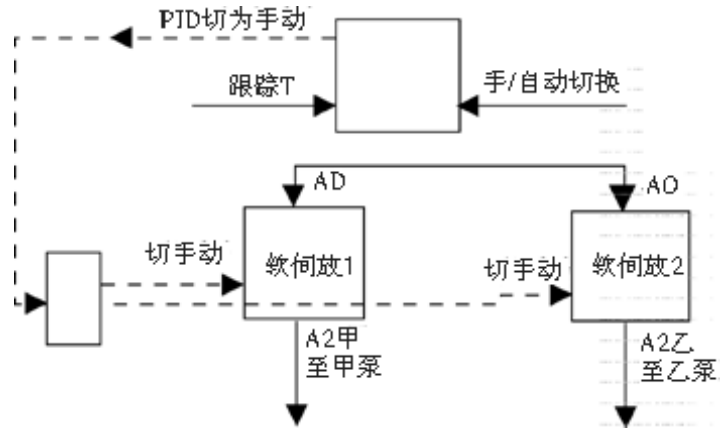 PID切为手动
跟踪T
手/自动切换
AD
AO
切手动
软伺放1
切手动
软伺放2
A2甲
至甲泵
A2乙
至乙泵